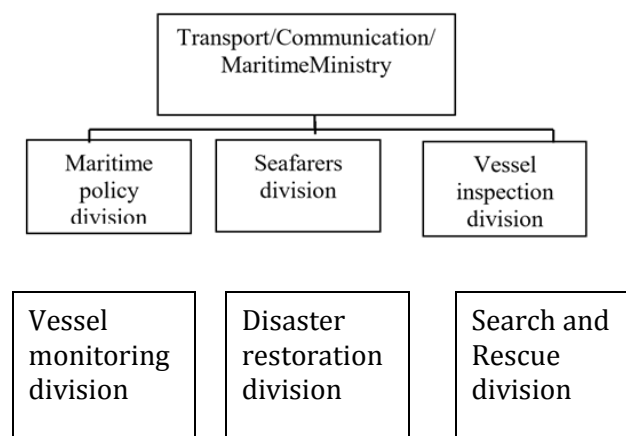 Transport/Communication/
MaritimeMinistry
Maritime
policy
division
Seafarers
division
Vessel
inspection
division
Vessel
monitoring
division
Disaster
restoration
division
Search and
Rescue
division